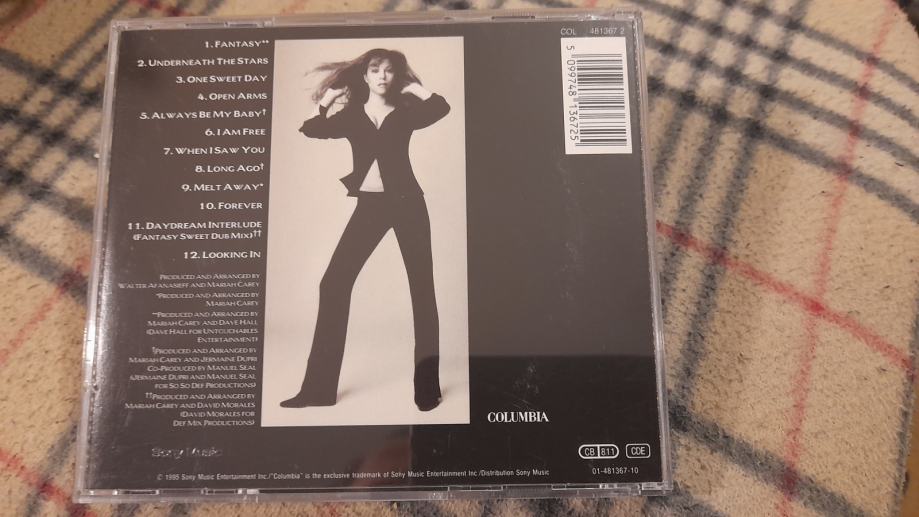 1. FANTASY**
2. UNDERNEATH THE STARS
3. ONE SWEET DAY
4. OPEN ARMS
5. ALWAYS BE MY BABY†
6. I AM FREE
7. WHEN I SAW YOU
8. LONG AGO†
9. MELT AWAY*
10. FOREVER
11. DAYDREAM INTERLUDE
(FANTASY SWEET DUB MIX)††
12. LOOKING IN
PRODUCED AND ARRANGED BY
WALTER AFANASIEFF AND MARIAH CAREY
*PRODUCED AND ARRANGED BY
MARIAH CAREY
**PRODUCED AND ARRANGED BY
MARIAH CAREY AND DAVE HALL
(DAVE HALL FOR UNTOUCHABLES
ENTERTAINMENT)
†PRODUCED AND ARRANGED BY
MARIAH CAREY AND JERMAINE DUPRI
CO-PRODUCED BY MANUEL SEAL
(JERMAINE DUPRI AND MANUEL SEAL
FOR SO SO DEF PRODUCTIONS)
††PRODUCED AND ARRANGED BY
MARIAH CAREY AND DAVID MORALES
(DAVID MORALES FOR
DEF MIX PRODUCTIONS)
Sony Music
COL 481367 2
5 099748 136725
COLUMBIA
CB 811 CDE
01-481367-10
© 1995 Sony Music Entertainment Inc./"Columbia" is the exclusive trademark of Sony Music Entertainment Inc./Distribution Sony Music